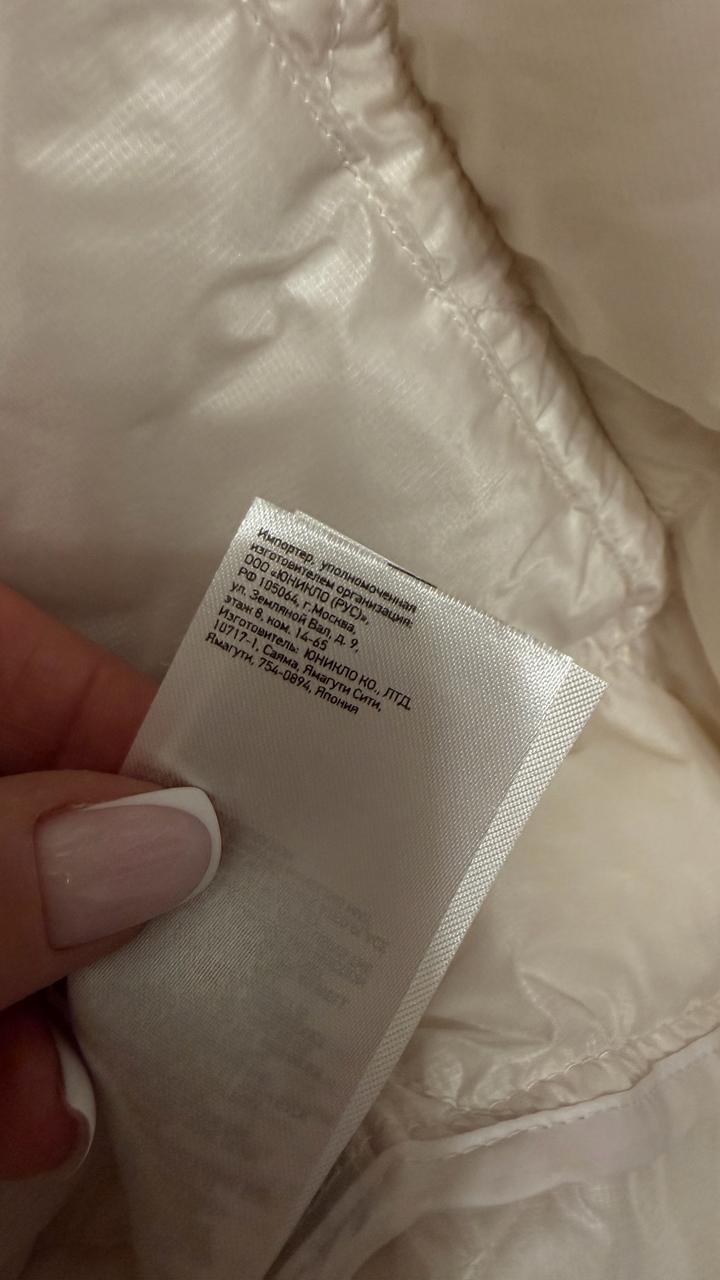 Импортер, уполномоченная
изготовителем организация:
ООО «ЮНИКЛО (РУС)»,
РФ 105064, г.Москва,
ул. Земляной Вал, д. 9,
этаж 8, ком. 14-65
Изготовитель: ЮНИКЛО КО., ЛТД.
10717-1, Саяма, Ямагути Сити,
Ямагути, 754-0894, Япония